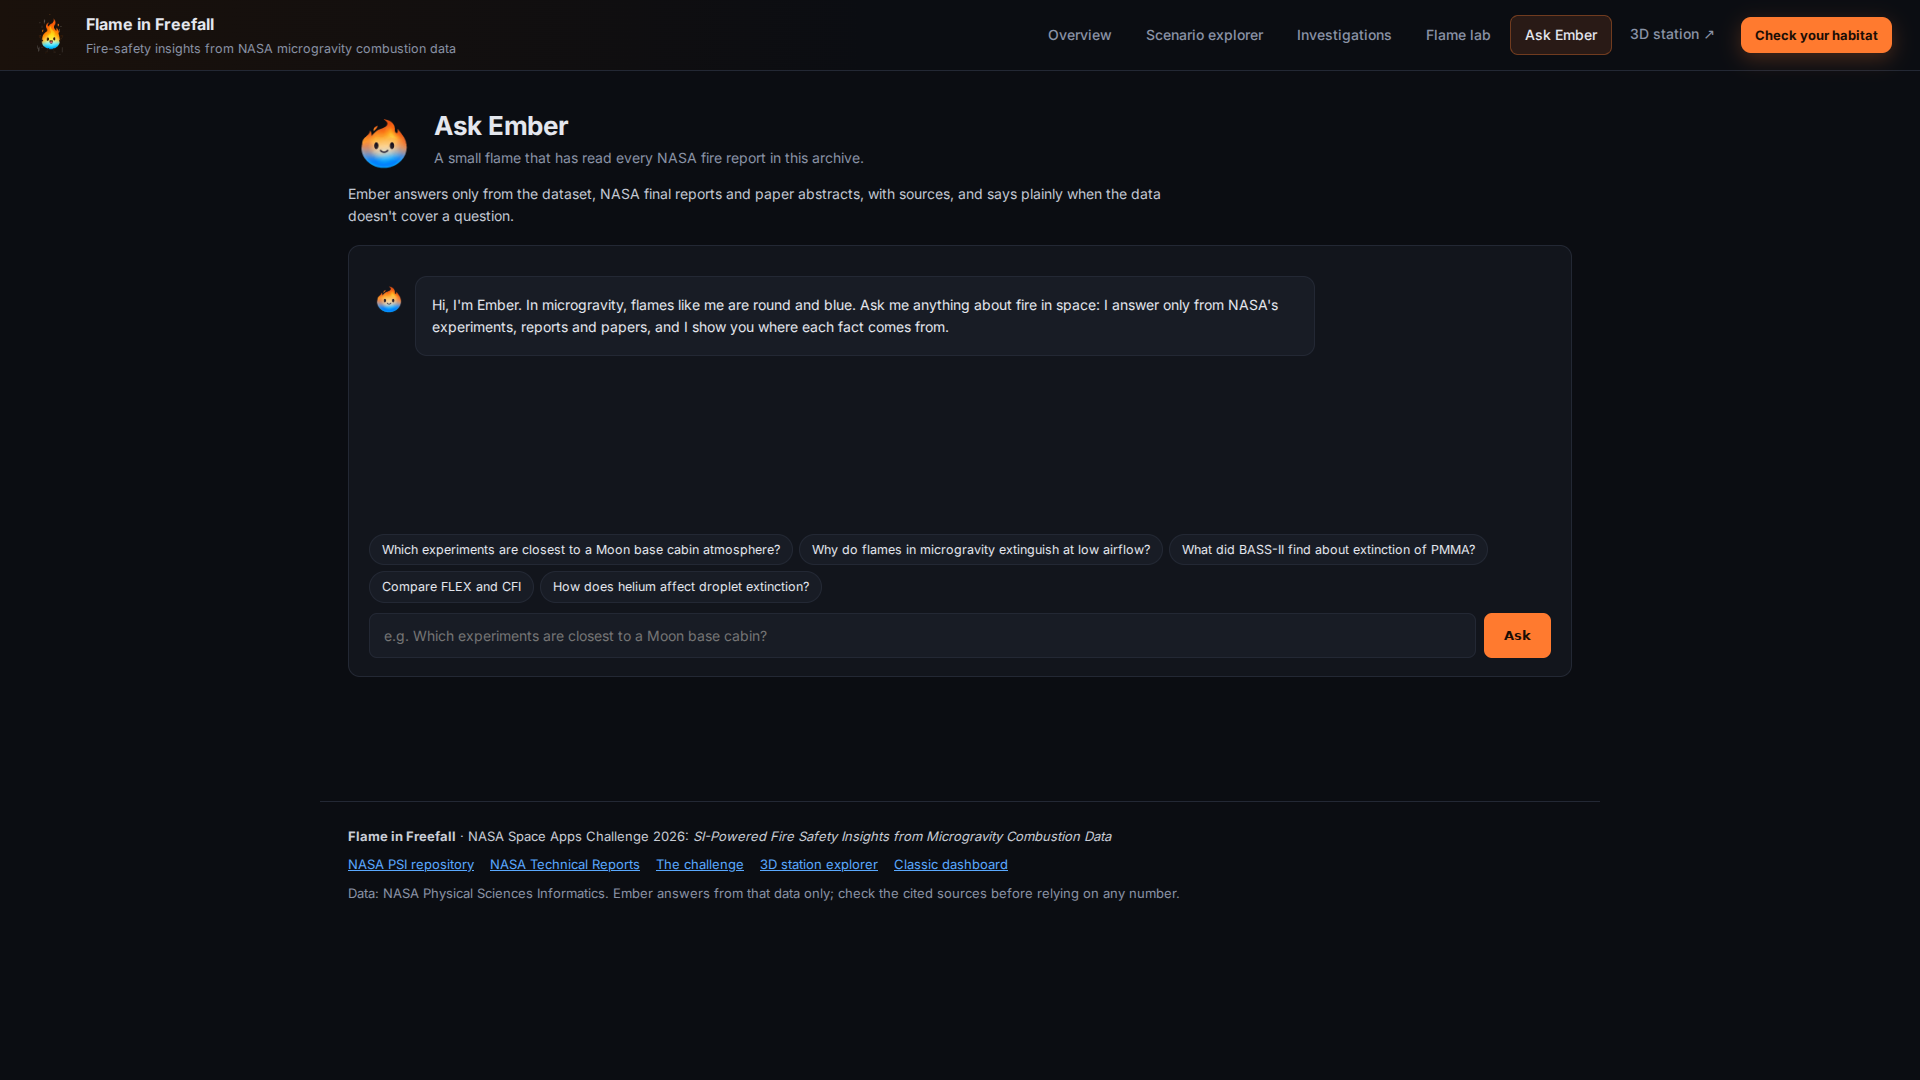 Flame in Freefall
Fire-safety insights from NASA microgravity combustion data
Overview
Scenario explorer
Investigations
Flame lab
Ask Ember
3D station ↗
Check your habitat
Ask Ember
A small flame that has read every NASA fire report in this archive.
Ember answers only from the dataset, NASA final reports and paper abstracts, with sources, and says plainly when the data
doesn't cover a question.
Hi, I'm Ember. In microgravity, flames like me are round and blue. Ask me anything about fire in space: I answer only from NASA's
experiments, reports and papers, and I show you where each fact comes from.
Which experiments are closest to a Moon base cabin atmosphere?
Why do flames in microgravity extinguish at low airflow?
What did BASS-II find about extinction of PMMA?
Compare FLEX and CFI
How does helium affect droplet extinction?
e.g. Which experiments are closest to a Moon base cabin?
Ask
Flame in Freefall · NASA Space Apps Challenge 2026: SI-Powered Fire Safety Insights from Microgravity Combustion Data
NASA PSI repository
NASA Technical Reports
The challenge
3D station explorer
Classic dashboard
Data: NASA Physical Sciences Informatics. Ember answers from that data only; check the cited sources before relying on any number.